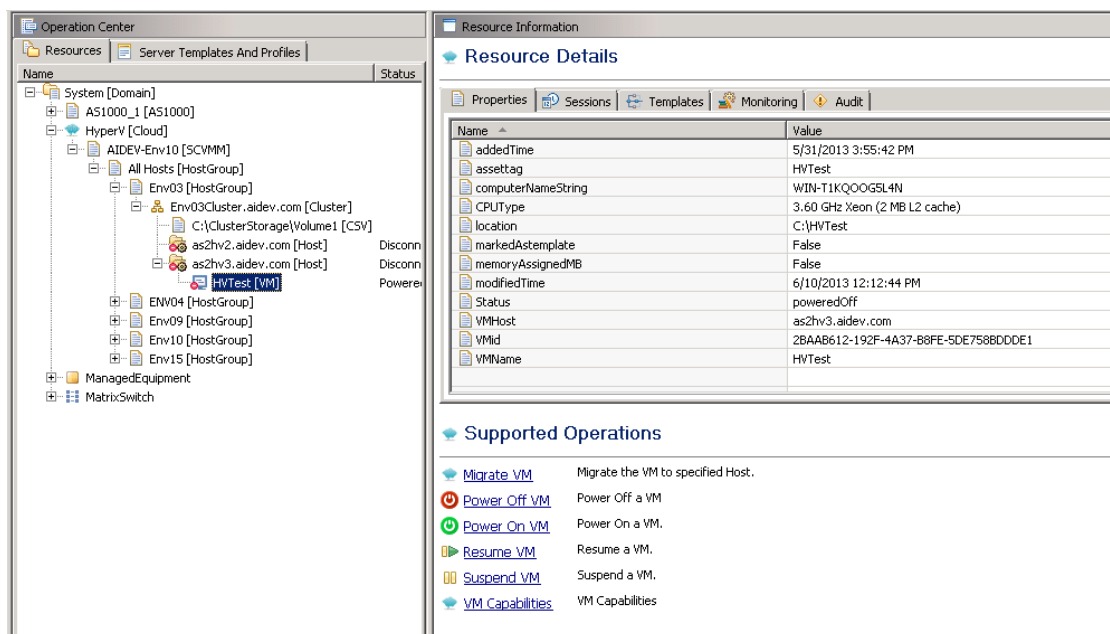 Operation Center
Resources Server Templates And Profiles
Name Status
System [Domain]
AS1000_1 [AS1000]
HyperV [Cloud]
AIDEV-Env10 [SCVMM]
All Hosts [HostGroup]
Env03 [HostGroup]
Env03Cluster.aidev.com [Cluster]
C:\ClusterStorage\Volume1 [CSV]
as2hv2.aidev.com [Host] Disconn
as2hv3.aidev.com [Host] Disconn
HVTest [VM] Powere
ENV04 [HostGroup]
Env09 [HostGroup]
Env10 [HostGroup]
Env15 [HostGroup]
ManagedEquipment
MatrixSwitch
Resource Information
Resource Details
Properties Sessions Templates Monitoring Audit
Name Value
addedTime 5/31/2013 3:55:42 PM
assettag HVTest
computerNameString WIN-T1KQOOG5L4N
CPUType 3.60 GHz Xeon (2 MB L2 cache)
location C:\HVTest
markedAstemplate False
memoryAssignedMB False
modifiedTime 6/10/2013 12:12:44 PM
Status poweredOff
VMHost as2hv3.aidev.com
VMid 2BAAB612-192F-4A37-B8FE-5DE758BDDDE1
VMName HVTest
Supported Operations
Migrate VM Migrate the VM to specified Host.
Power Off VM Power Off a VM
Power On VM Power On a VM.
Resume VM Resume a VM.
Suspend VM Suspend a VM.
VM Capabilities VM Capabilities